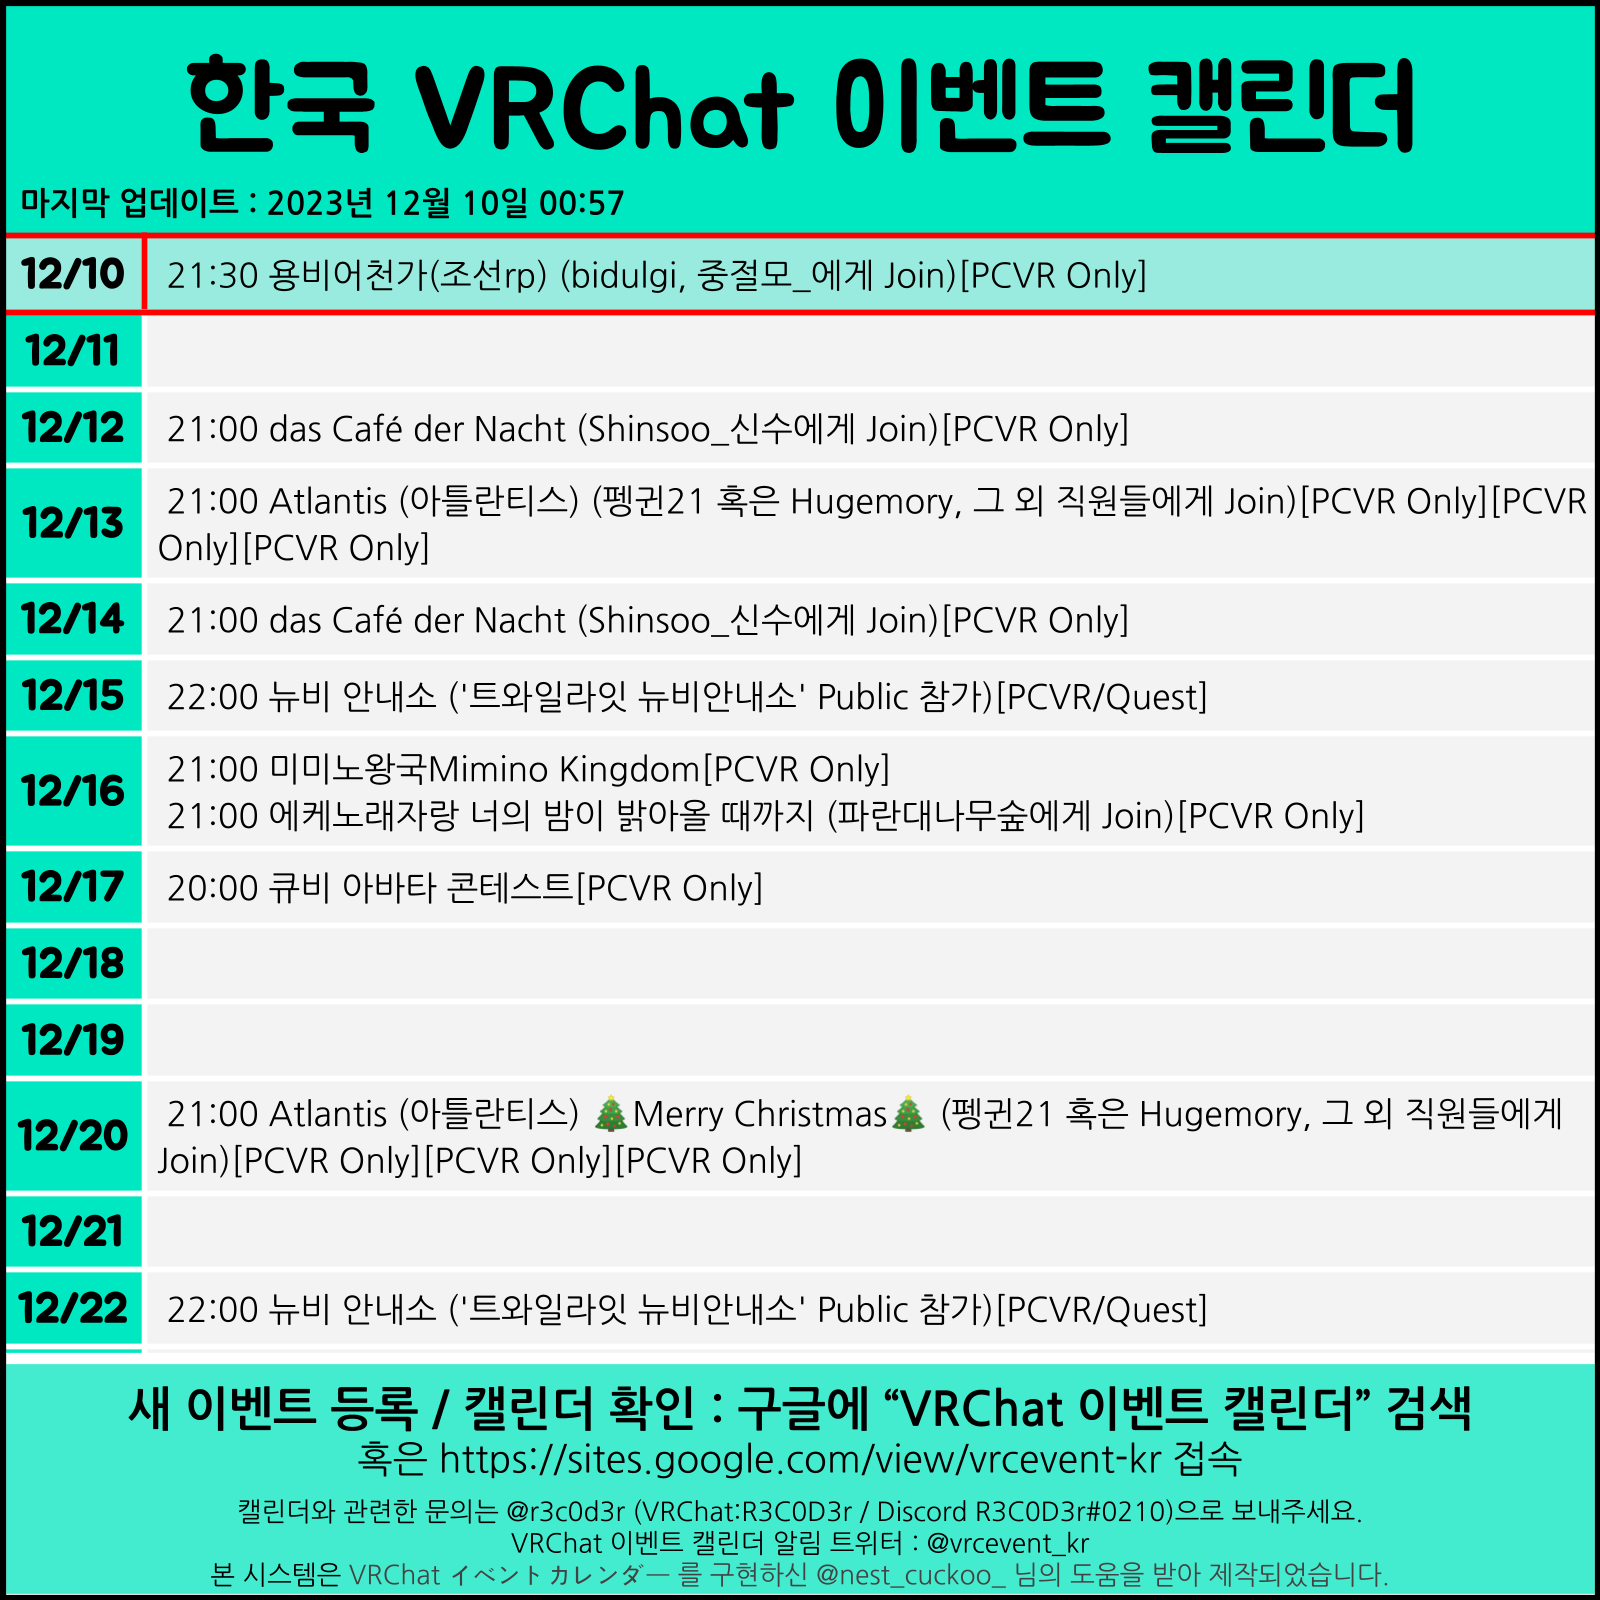 한국 VRChat 이벤트 캘린더
마지막 업데이트 : 2023년 12월 10일 00:57
12/10 21:30 용비어천가(조선rp) (bidulgi, 중절모_에게 Join)[PCVR Only]
12/11
12/12 21:00 das Café der Nacht (Shinsoo_신수에게 Join)[PCVR Only]
12/13 21:00 Atlantis (아틀란티스) (펭귄21 혹은 Hugemory, 그 외 직원들에게 Join)[PCVR Only][PCVR
Only][PCVR Only]
12/14 21:00 das Café der Nacht (Shinsoo_신수에게 Join)[PCVR Only]
12/15 22:00 뉴비 안내소 ('트와일라잇 뉴비안내소' Public 참가)[PCVR/Quest]
12/16 21:00 미미노왕국Mimino Kingdom[PCVR Only]
21:00 에케노래자랑 너의 밤이 밝아올 때까지 (파란대나무숲에게 Join)[PCVR Only]
12/17 20:00 큐비 아바타 콘테스트[PCVR Only]
12/18
12/19
12/20 21:00 Atlantis (아틀란티스) 🎄Merry Christmas🎄 (펭귄21 혹은 Hugemory, 그 외 직원들에게
Join)[PCVR Only][PCVR Only][PCVR Only]
12/21
12/22 22:00 뉴비 안내소 ('트와일라잇 뉴비안내소' Public 참가)[PCVR/Quest]
새 이벤트 등록 / 캘린더 확인 : 구글에 “VRChat 이벤트 캘린더” 검색
혹은 https://sites.google.com/view/vrcevent-kr 접속
캘린더와 관련한 문의는 @r3c0d3r (VRChat:R3C0D3r / Discord R3C0D3r#0210)으로 보내주세요.
VRChat 이벤트 캘린더 알림 트위터 : @vrcevent_kr
본 시스템은 VRChat イベントカレンダー 를 구현하신 @nest_cuckoo_ 님의 도움을 받아 제작되었습니다.